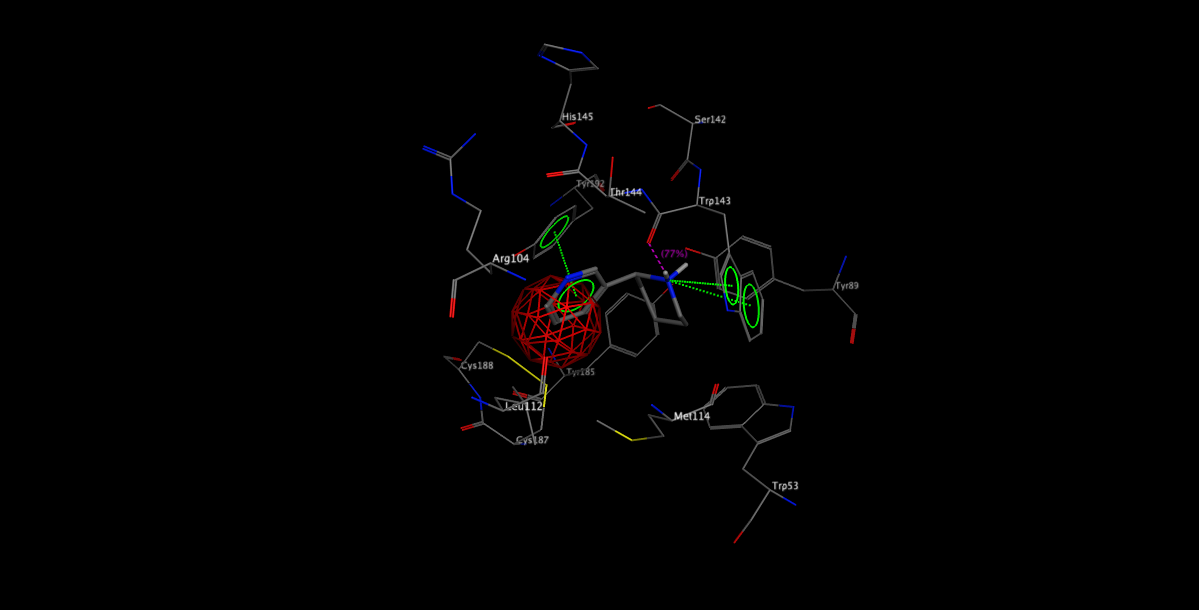 His145
Ser142
Tyr192
Thr144
Trp143
(77%)
Arg104
Tyr89
Cys188
Tyr185
Leu112
Met114
Cys187
Trp53